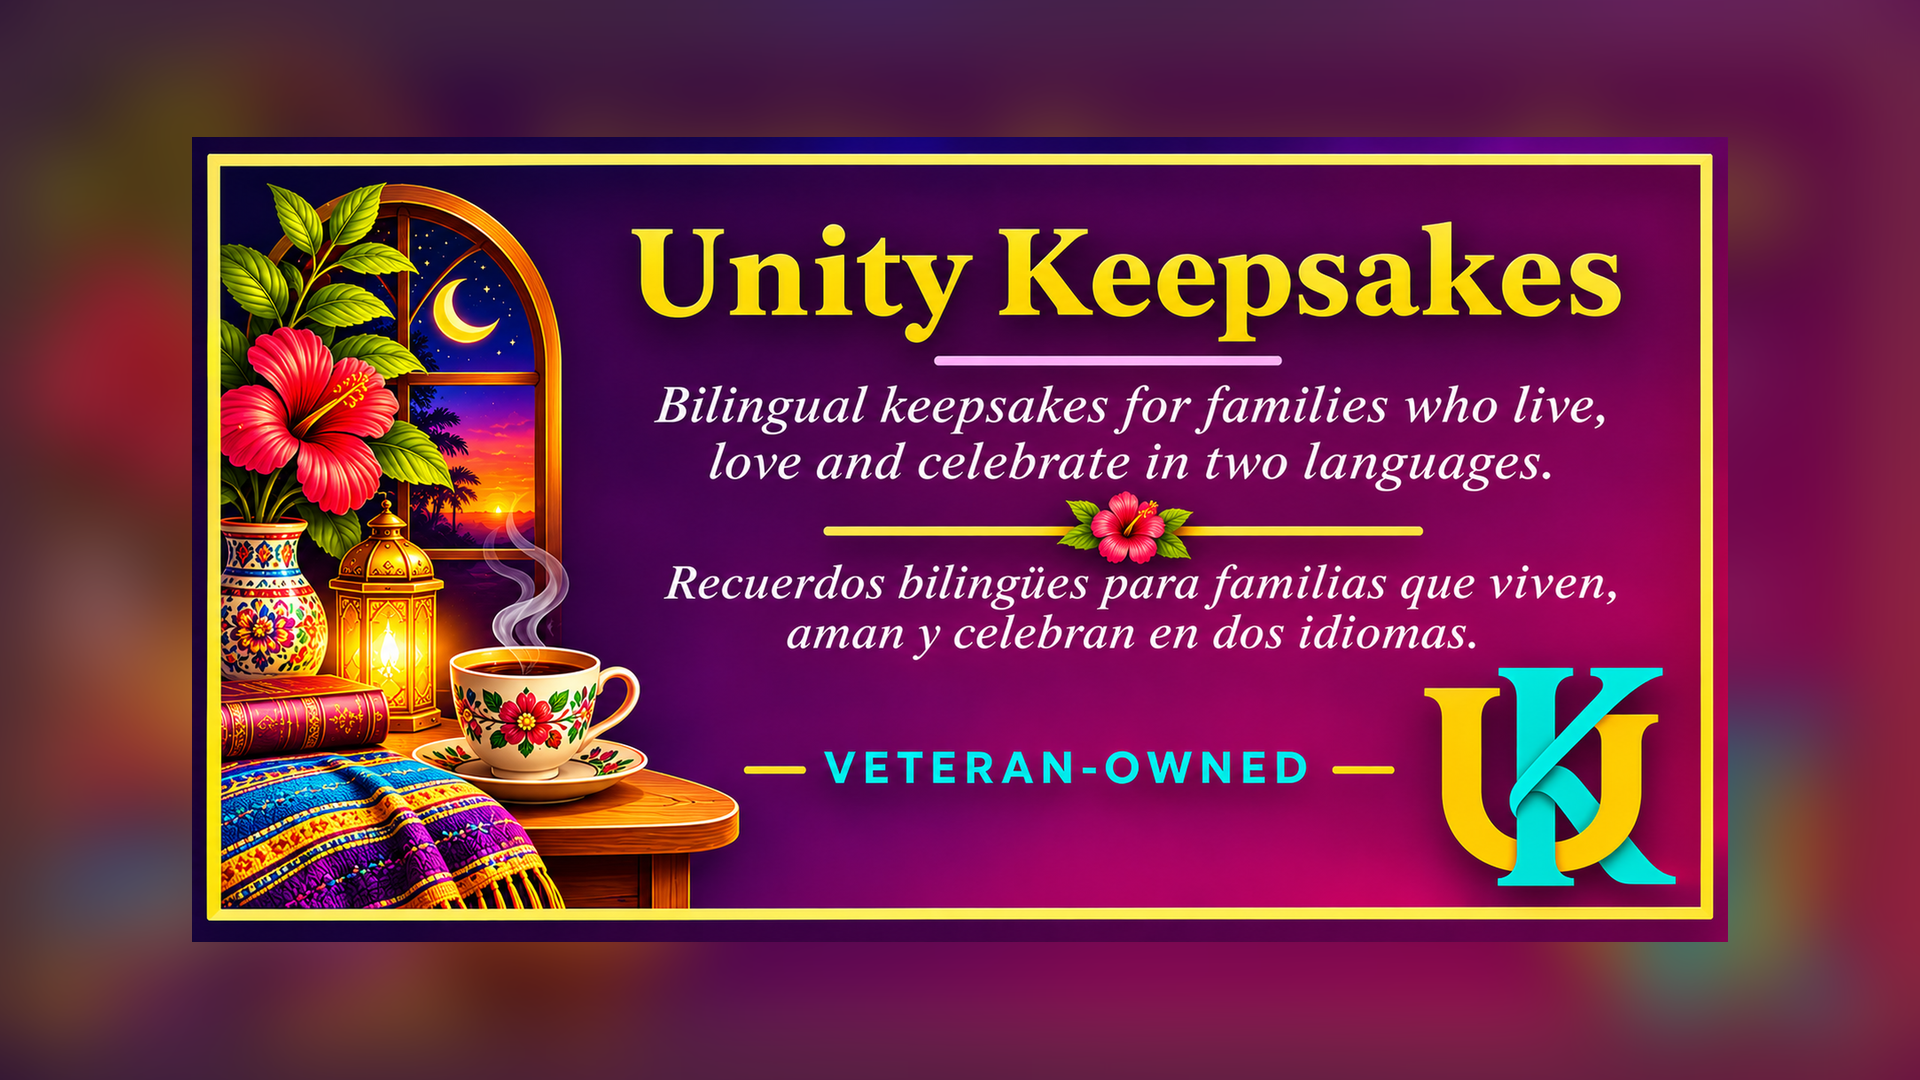 Unity Keepsakes
Bilingual keepsakes for families who live,
love and celebrate in two languages.
Recuerdos bilingües para familias que viven,
aman y celebran en dos idiomas.
VETERAN-OWNED
UK